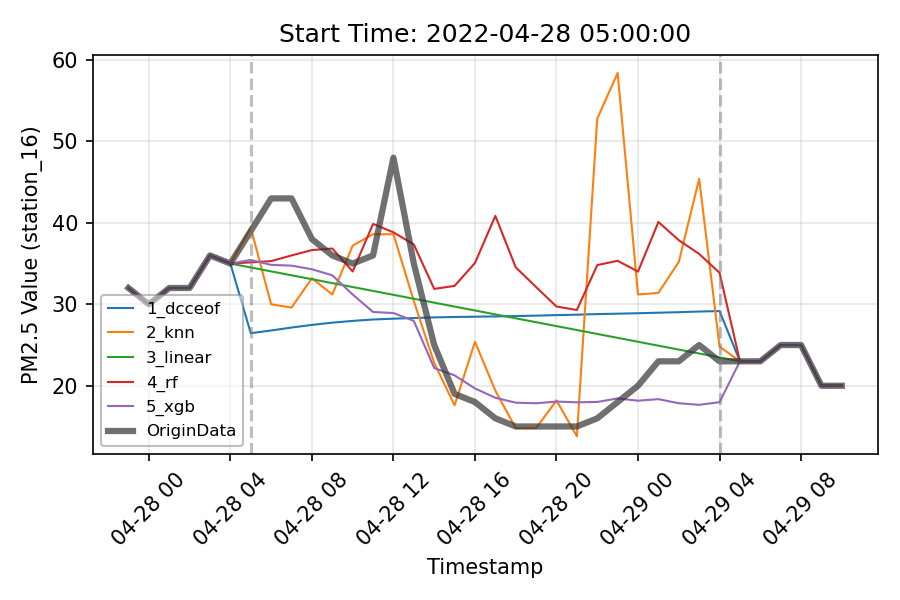 Start Time: 2022-04-28 05:00:00
PM2.5 Value (station_16)
60
50
40
30
20
1_dcceof
2_knn
3_linear
4_rf
5_xgb
OriginData
04-28 00
04-28 04
04-28 08
04-28 12
04-28 16
04-28 20
04-29 00
04-29 04
04-29 08
Timestamp